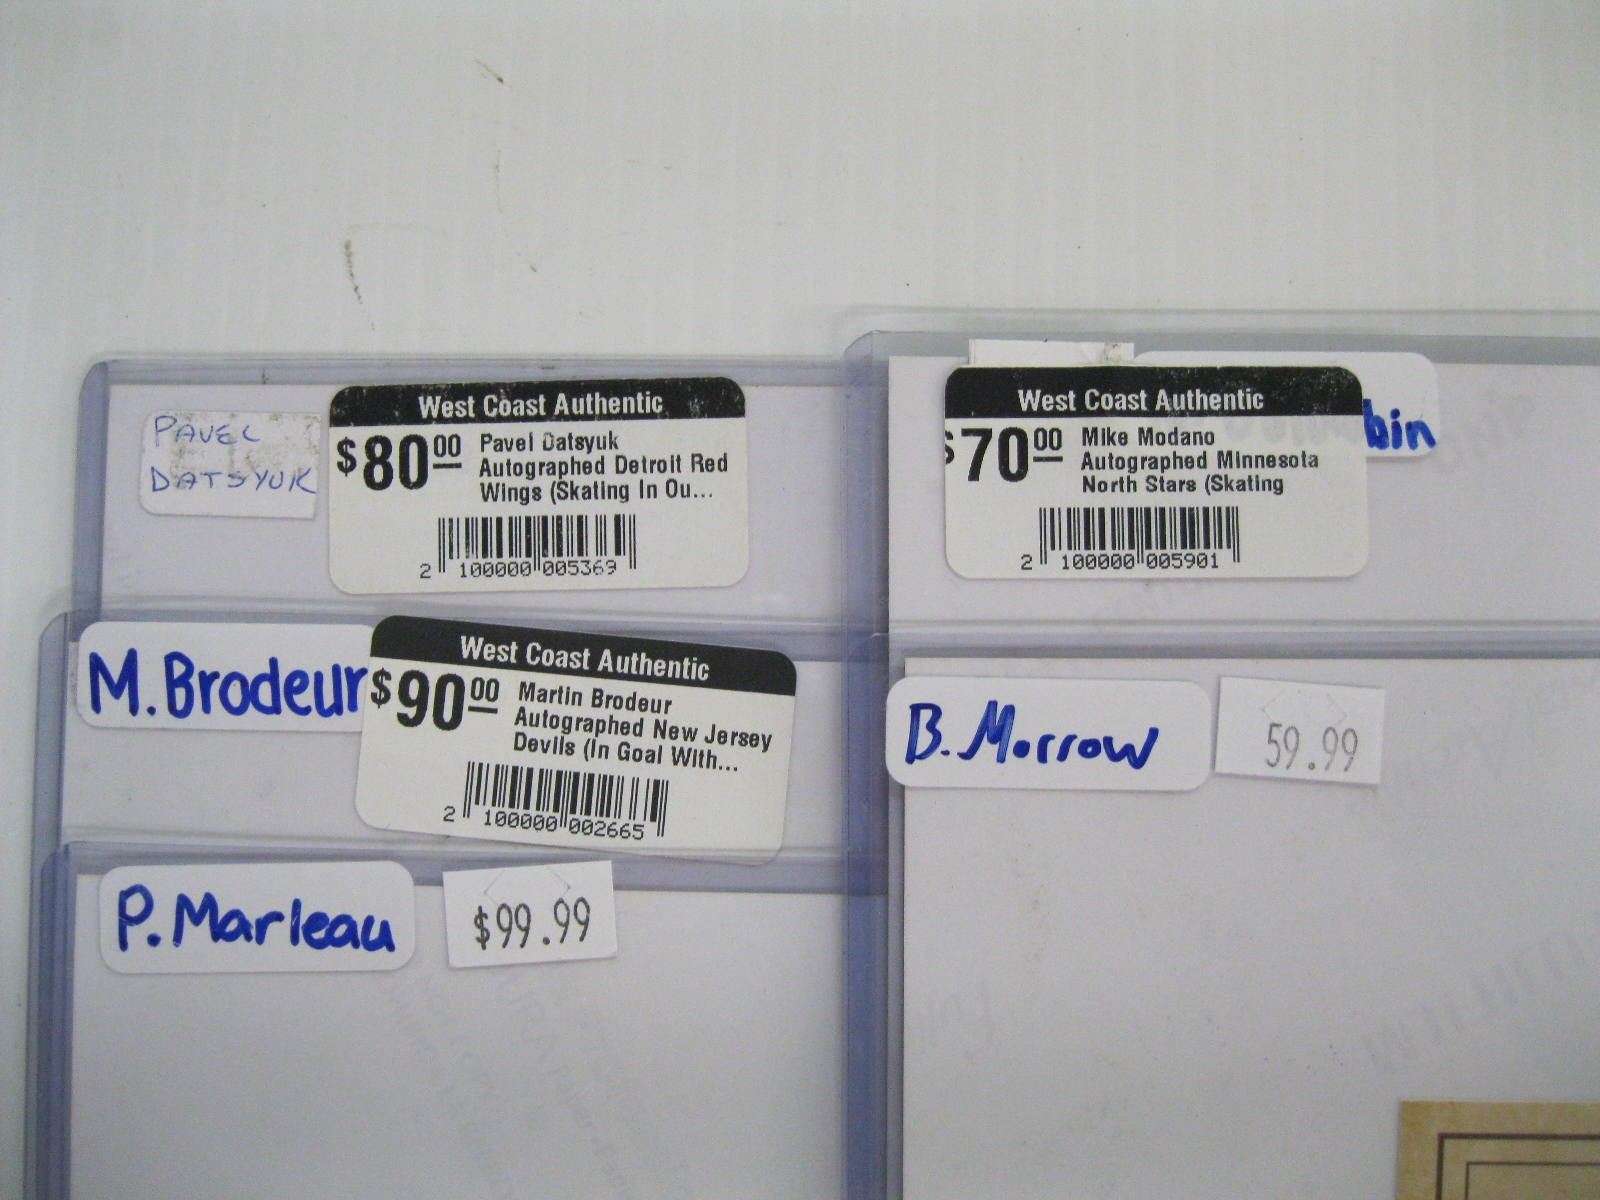 PAVEL
DATSYUK
West Coast Authentic
$80.00 Pavel Datsyuk
Autographed Detroit Red
Wings (Skating In Ou...
2 100000 005369
West Coast Authentic
$70.00 Mike Modano
Autographed Minnesota
North Stars (Skating
2 100000 005901
bin
M. Brodeur
West Coast Authentic
$90.00 Martin Brodeur
Autographed New Jersey
Devils (In Goal With...
2 100000 002665
B. Morrow
59.99
P. Marleau
$99.99